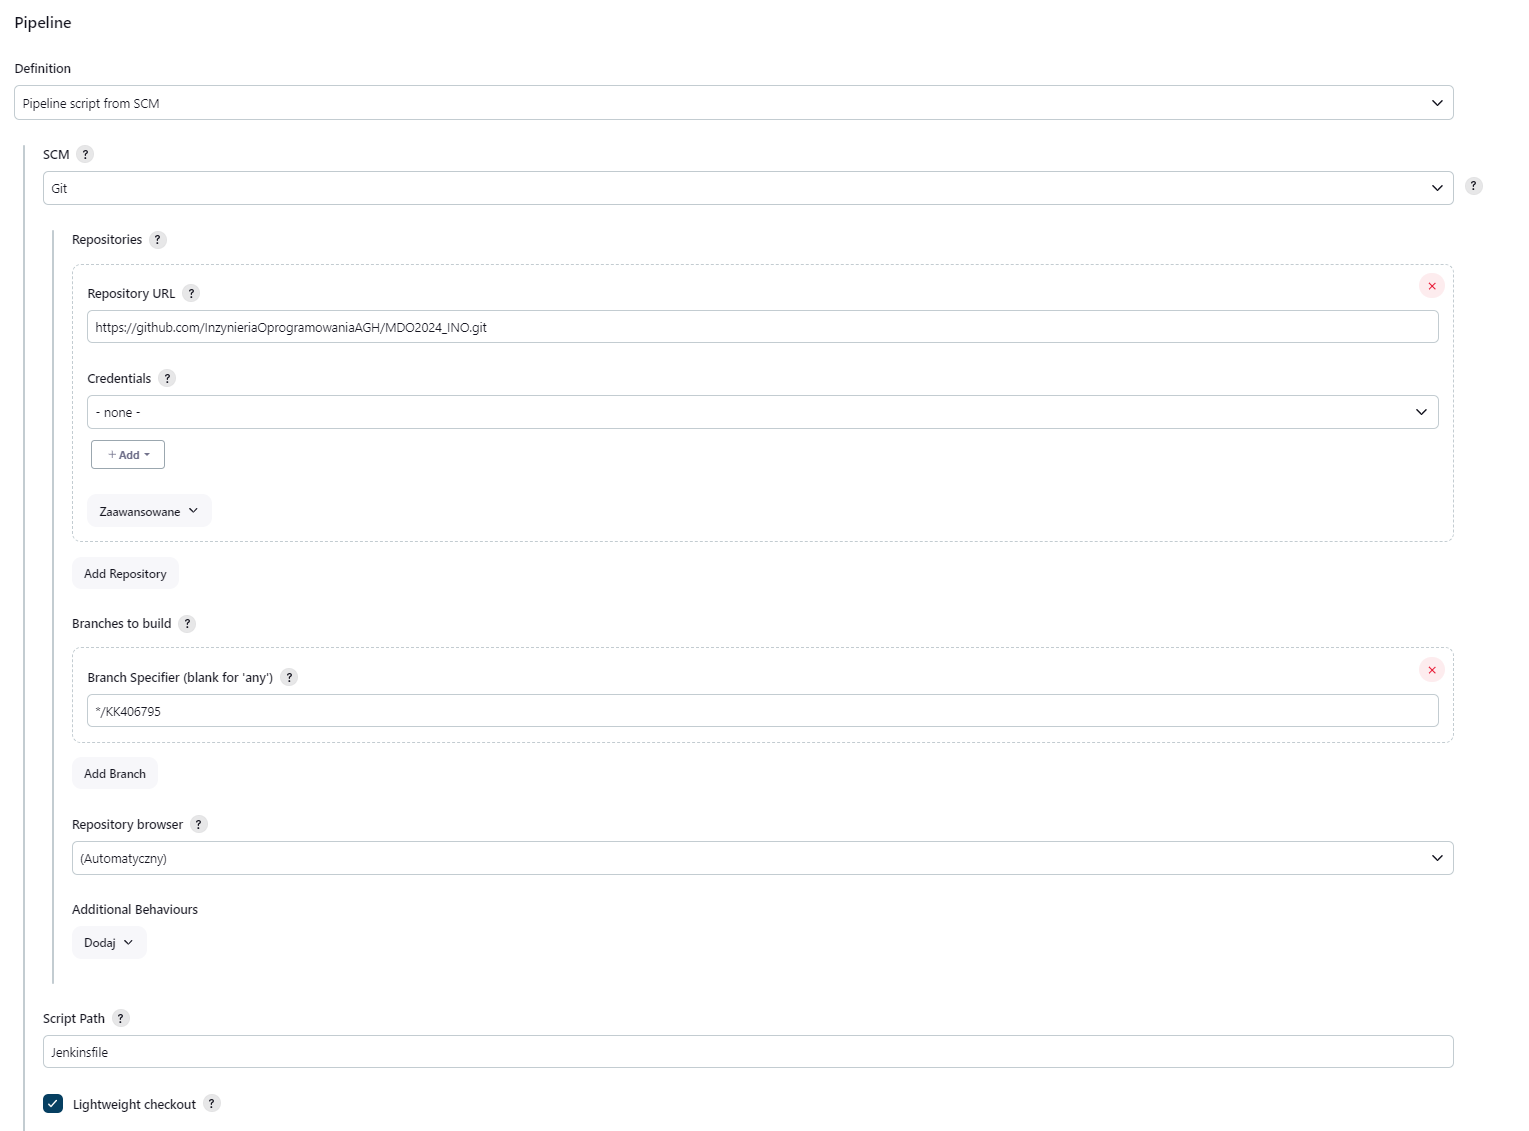 Pipeline
Definition
Pipeline script from SCM
SCM ?
Git
?
Repositories ?
Repository URL ?
https://github.com/InzynieriaOprogramowaniaAGH/MDO2024_INO.git
Credentials ?
- none -
+ Add
Zaawansowane
Add Repository
Branches to build ?
Branch Specifier (blank for 'any') ?
*/KK406795
Add Branch
Repository browser ?
(Automatyczny)
Additional Behaviours
Dodaj
Script Path ?
Jenkinsfile
Lightweight checkout ?